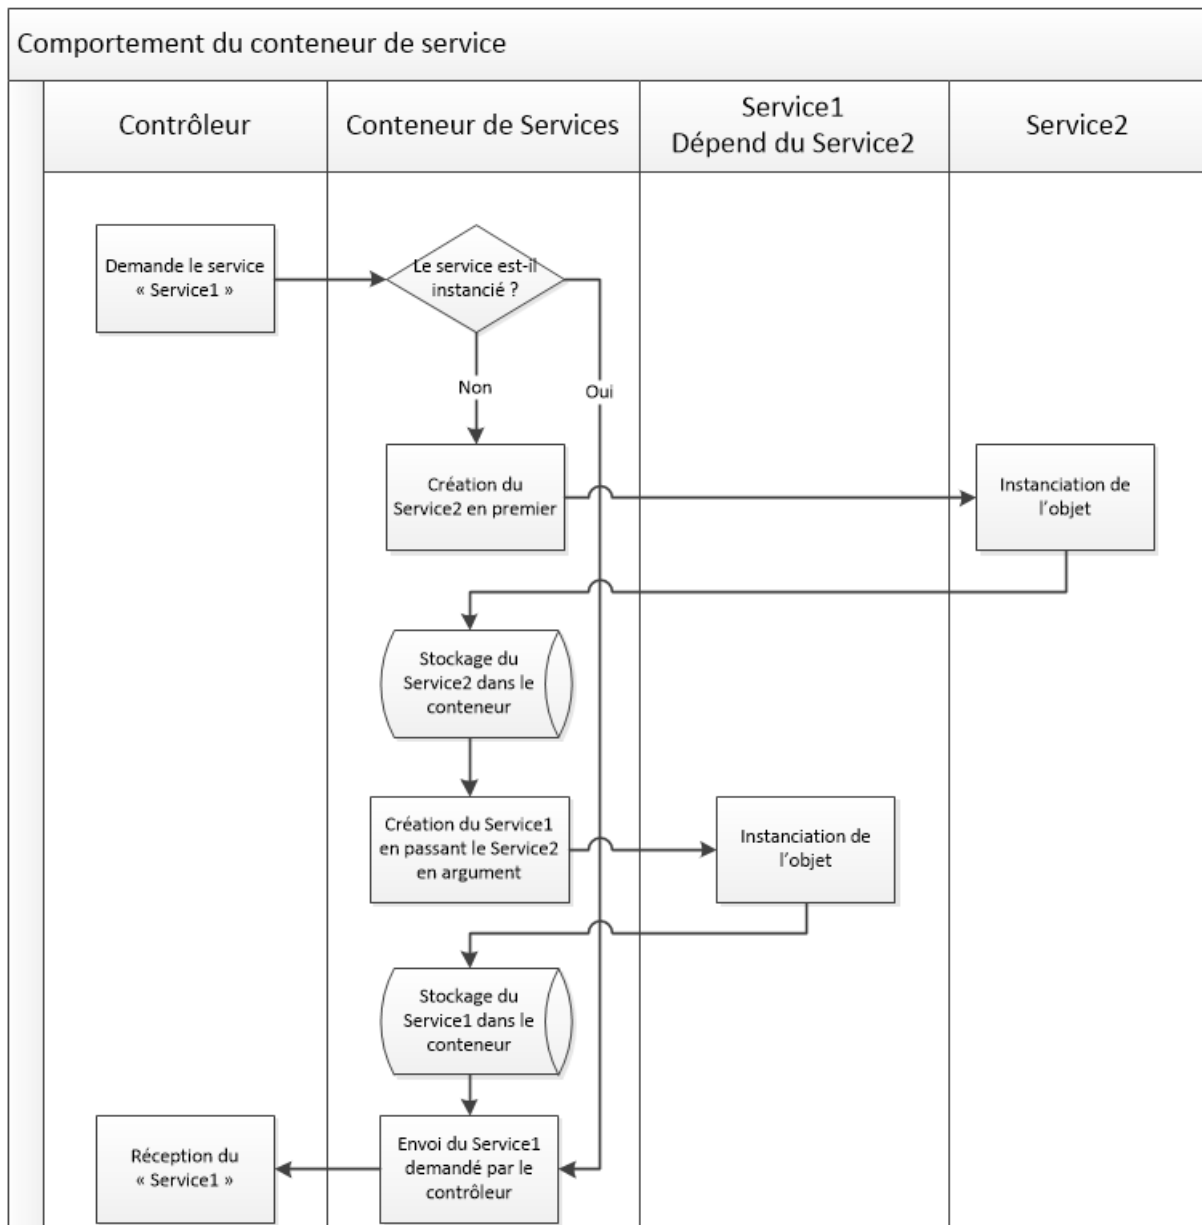 Comportement du conteneur de service
Contrôleur
Conteneur de Services
Service1
Dépend du Service2
Service2
Demande le service
« Service1 »
Le service est-il
instancié ?
Non
Oui
Création du
Service2 en premier
Instanciation de
l'objet
Stockage du
Service2 dans le
conteneur
Création du Service1
en passant le Service2
en argument
Instanciation de
l'objet
Stockage du
Service1 dans le
conteneur
Envoi du Service1
demandé par le
contrôleur
Réception du
« Service1 »